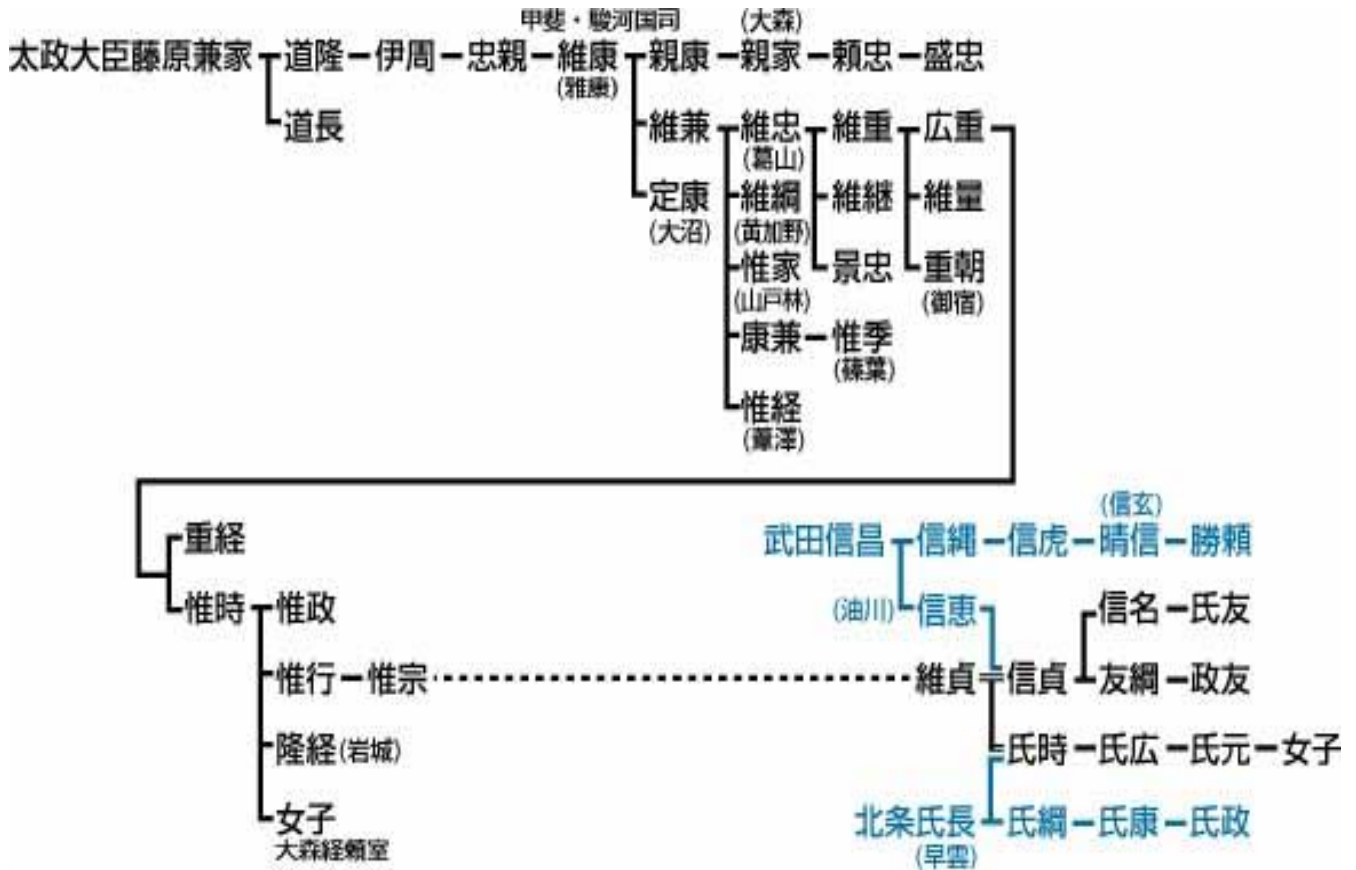 甲斐・駿河国司 (大森)
太政大臣藤原兼家 道隆 伊周 忠親 維康 親康 親家 頼忠 盛忠
(雅康)
道長 維兼 維忠 維重 広重
(葛山)
定康 維綱 維継 維量
(大沼) (黄加野)
惟家 景忠 重朝
(山戸林) (御宿)
康兼 惟季
(篠葉)
惟経
(葦澤)
(信玄)
重経 武田信昌 信縄 信虎 晴信 勝頼
惟時 惟政 (油川) 信恵 信名 氏友
惟行 惟宗 維貞 信貞 友綱 政友
隆経(岩城) 氏時 氏広 氏元 女子
女子 北条氏長 氏綱 氏康 氏政
大森経頼室 (早雲)